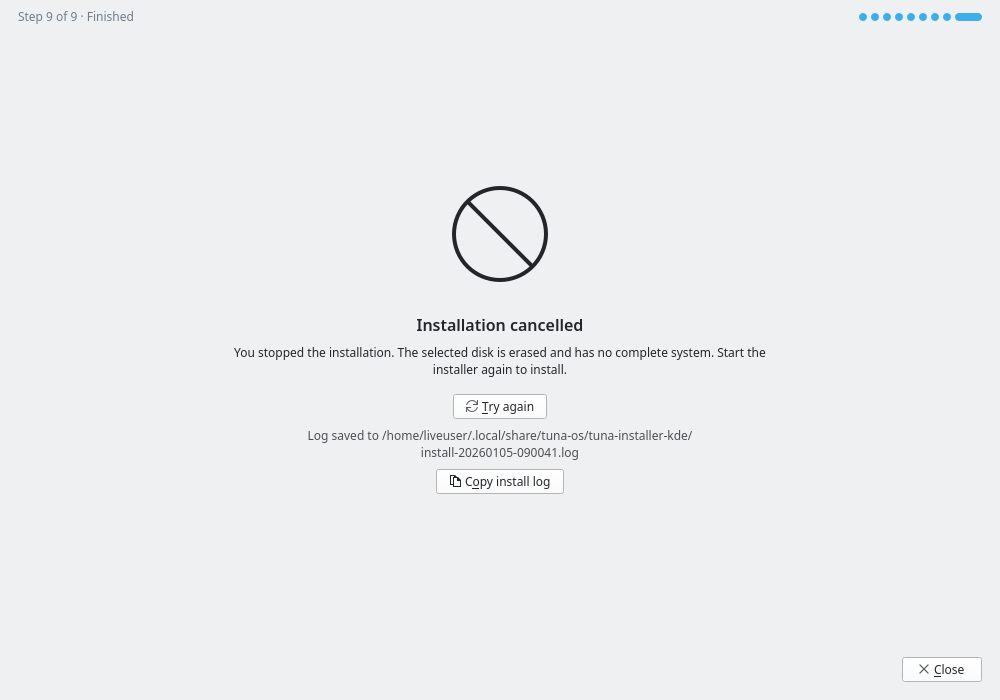 Step 9 of 9 · Finished
Installation cancelled
You stopped the installation. The selected disk is erased and has no complete system. Start the
installer again to install.
Try again
Log saved to /home/liveuser/.local/share/tuna-os/tuna-installer-kde/
install-20260105-090041.log
Copy install log
Close